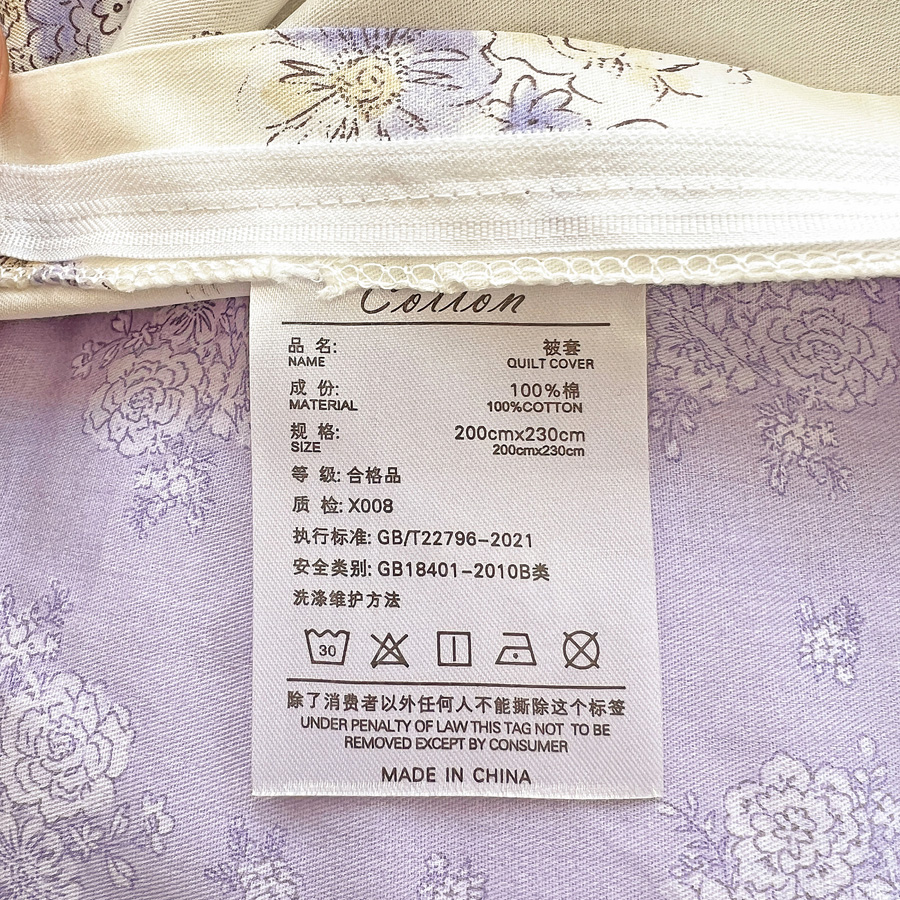 Cotton
品 名: 被套
NAME QUILT COVER
成 份: 100%棉
MATERIAL 100%COTTON
规 格: 200cmx230cm
SIZE 200cmx230cm
等 级: 合格品
质 检: X008
执行标准: GB/T22796-2021
安全类别: GB18401-2010B类
洗涤维护方法
30
除了消费者以外任何人不能撕除这个标签
UNDER PENALTY OF LAW THIS TAG NOT TO BE
REMOVED EXCEPT BY CONSUMER
MADE IN CHINA